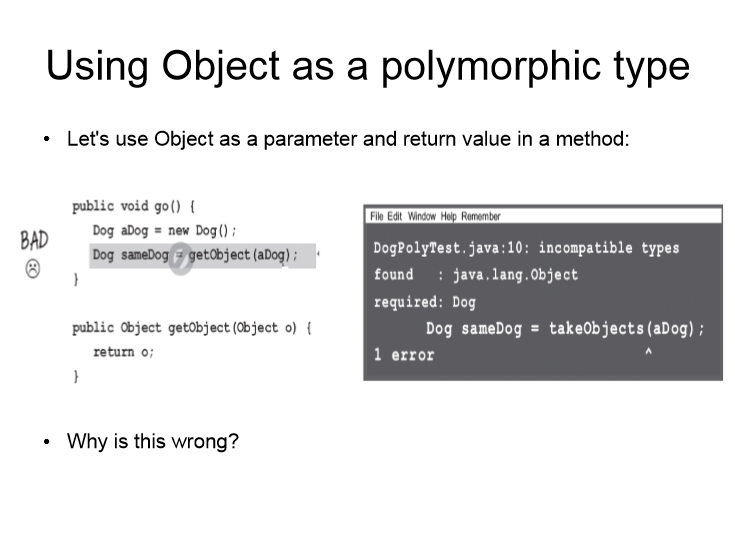 Using Object as a polymorphic type
• Let's use Object as a parameter and return value in a method:
public void go() {
Dog aDog = new Dog();
BAD
Dog sameDog = getObject(aDog);
}
public Object getObject(Object o) {
return o;
}
File Edit Window Help Remember
DogPolyTest.java:10: incompatible types
found : java.lang.Object
required: Dog
Dog sameDog = takeObjects(aDog);
1 error ^
• Why is this wrong?